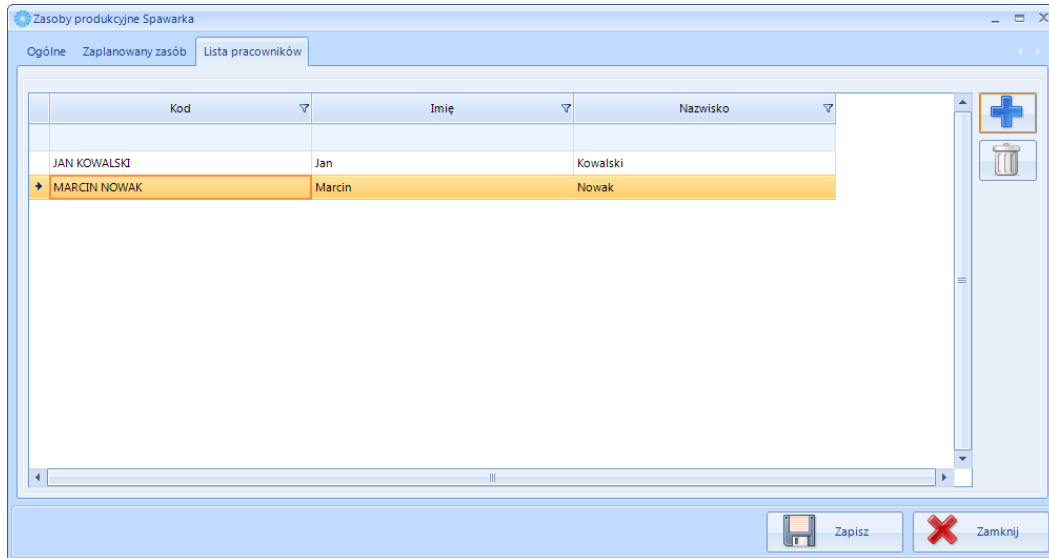 Zasoby produkcyjne Spawarka
Ogólne Zaplanowany zasób Lista pracowników
Kod Imię Nazwisko
JAN KOWALSKI Jan Kowalski
MARCIN NOWAK Marcin Nowak
Zapisz Zamknij